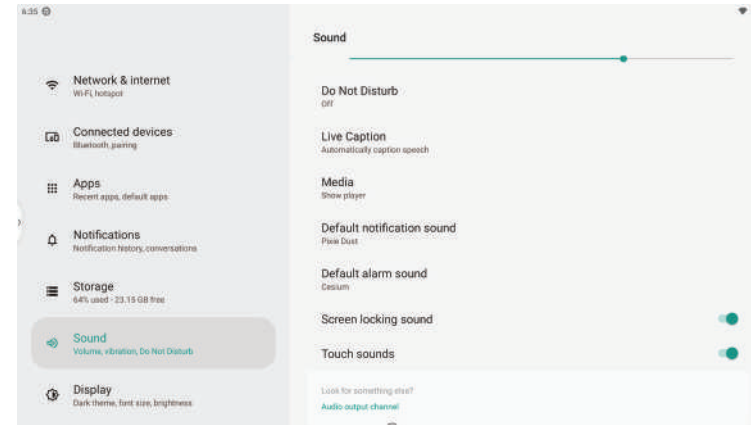 6:35
Network & internet
Wi-Fi, hotspot
Connected devices
Bluetooth, pairing
Apps
Recent apps, default apps
Notifications
Notification history, conversations
Storage
64% used - 23.15 GB free
Sound
Volume, vibration, Do Not Disturb
Display
Dark theme, font size, brightness
Sound
Do Not Disturb
Off
Live Caption
Automatically caption speech
Media
Show player
Default notification sound
Pixie Dust
Default alarm sound
Cesium
Screen locking sound
Touch sounds
Look for something else?
Audio output channel